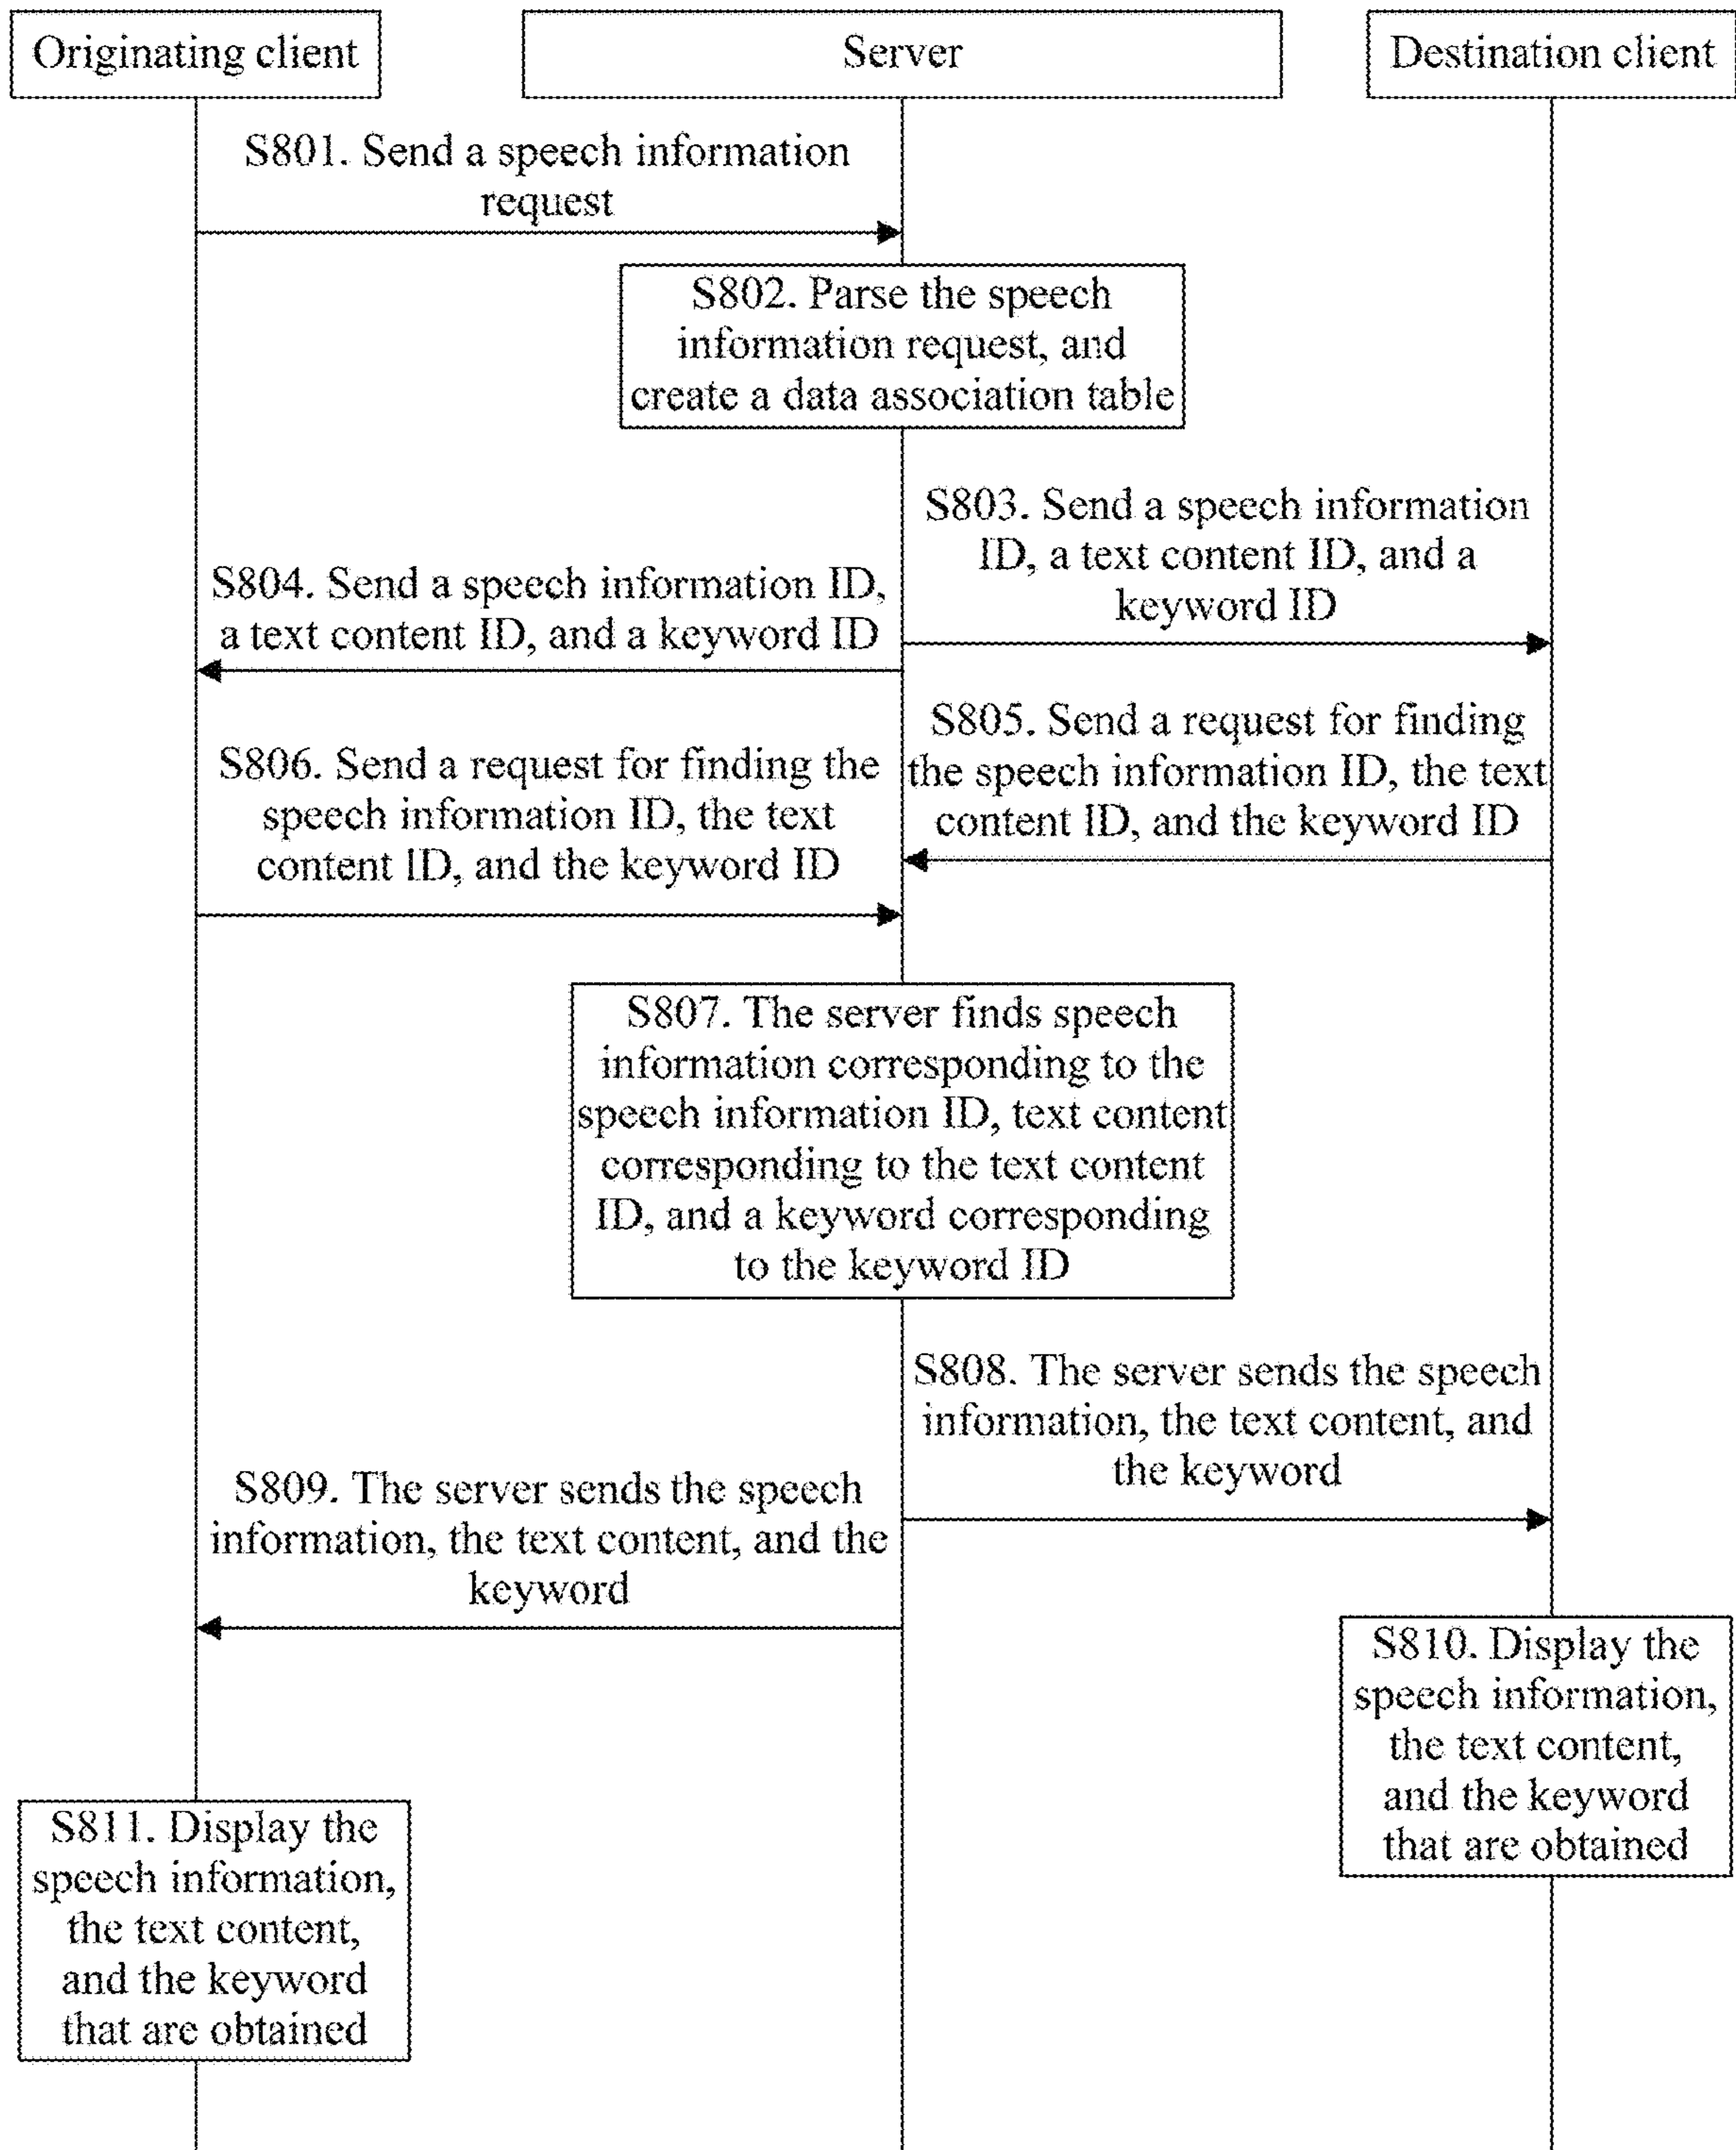 Originating client
Server
Destination client
S801. Send a speech information
request
S802. Parse the speech
information request, and
create a data association table
S803. Send a speech information
ID, a text content ID, and a
keyword ID
S804. Send a speech information ID,
a text content ID, and a keyword ID
S805. Send a request for finding
the speech information ID, the text
content ID, and the keyword ID
S806. Send a request for finding the
speech information ID, the text
content ID, and the keyword ID
S807. The server finds speech
information corresponding to the
speech information ID, text content
corresponding to the text content
ID, and a keyword corresponding
to the keyword ID
S808. The server sends the speech
information, the text content, and
the keyword
S809. The server sends the speech
information, the text content, and the
keyword
S810. Display the
speech information,
the text content,
and the keyword
that are obtained
S811. Display the
speech information,
the text content,
and the keyword
that are obtained